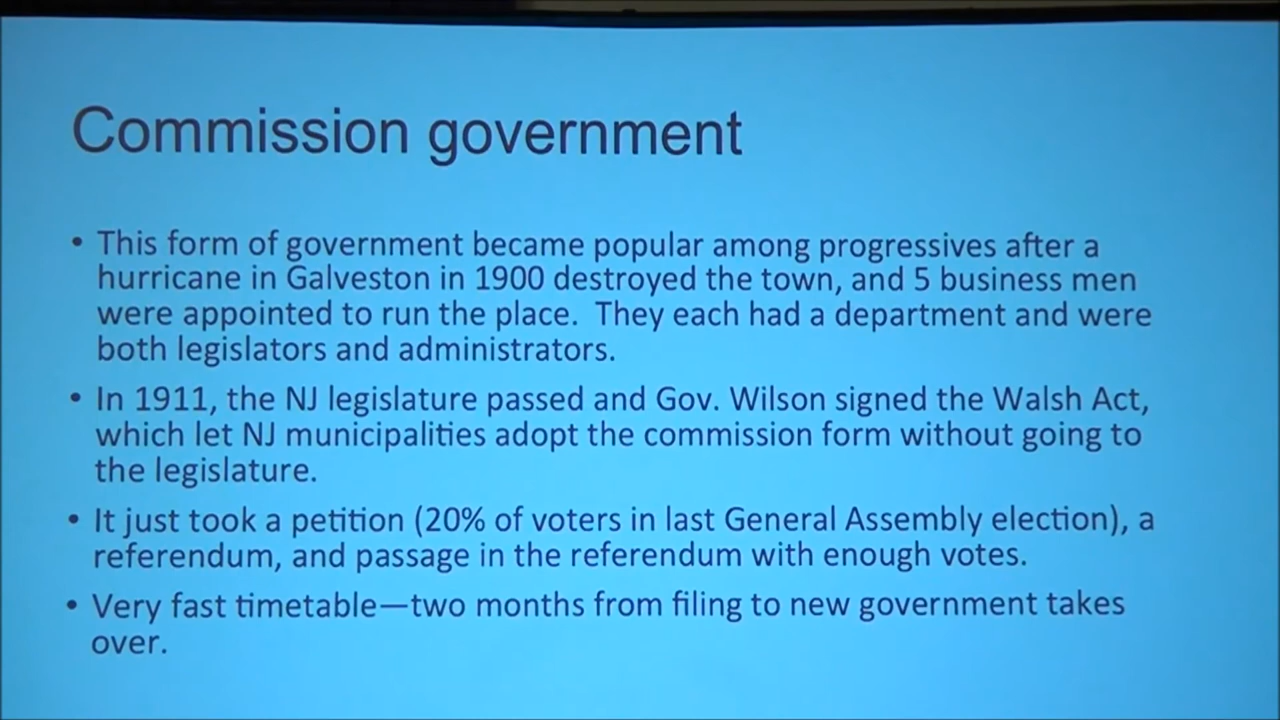 Commission government
• This form of government became popular among progressives after a
hurricane in Galveston in 1900 destroyed the town, and 5 business men
were appointed to run the place.  They each had a department and were
both legislators and administrators.
• In 1911, the NJ legislature passed and Gov. Wilson signed the Walsh Act,
which let NJ municipalities adopt the commission form without going to
the legislature.
• It just took a petition (20% of voters in last General Assembly election), a
referendum, and passage in the referendum with enough votes.
• Very fast timetable—two months from filing to new government takes
over.